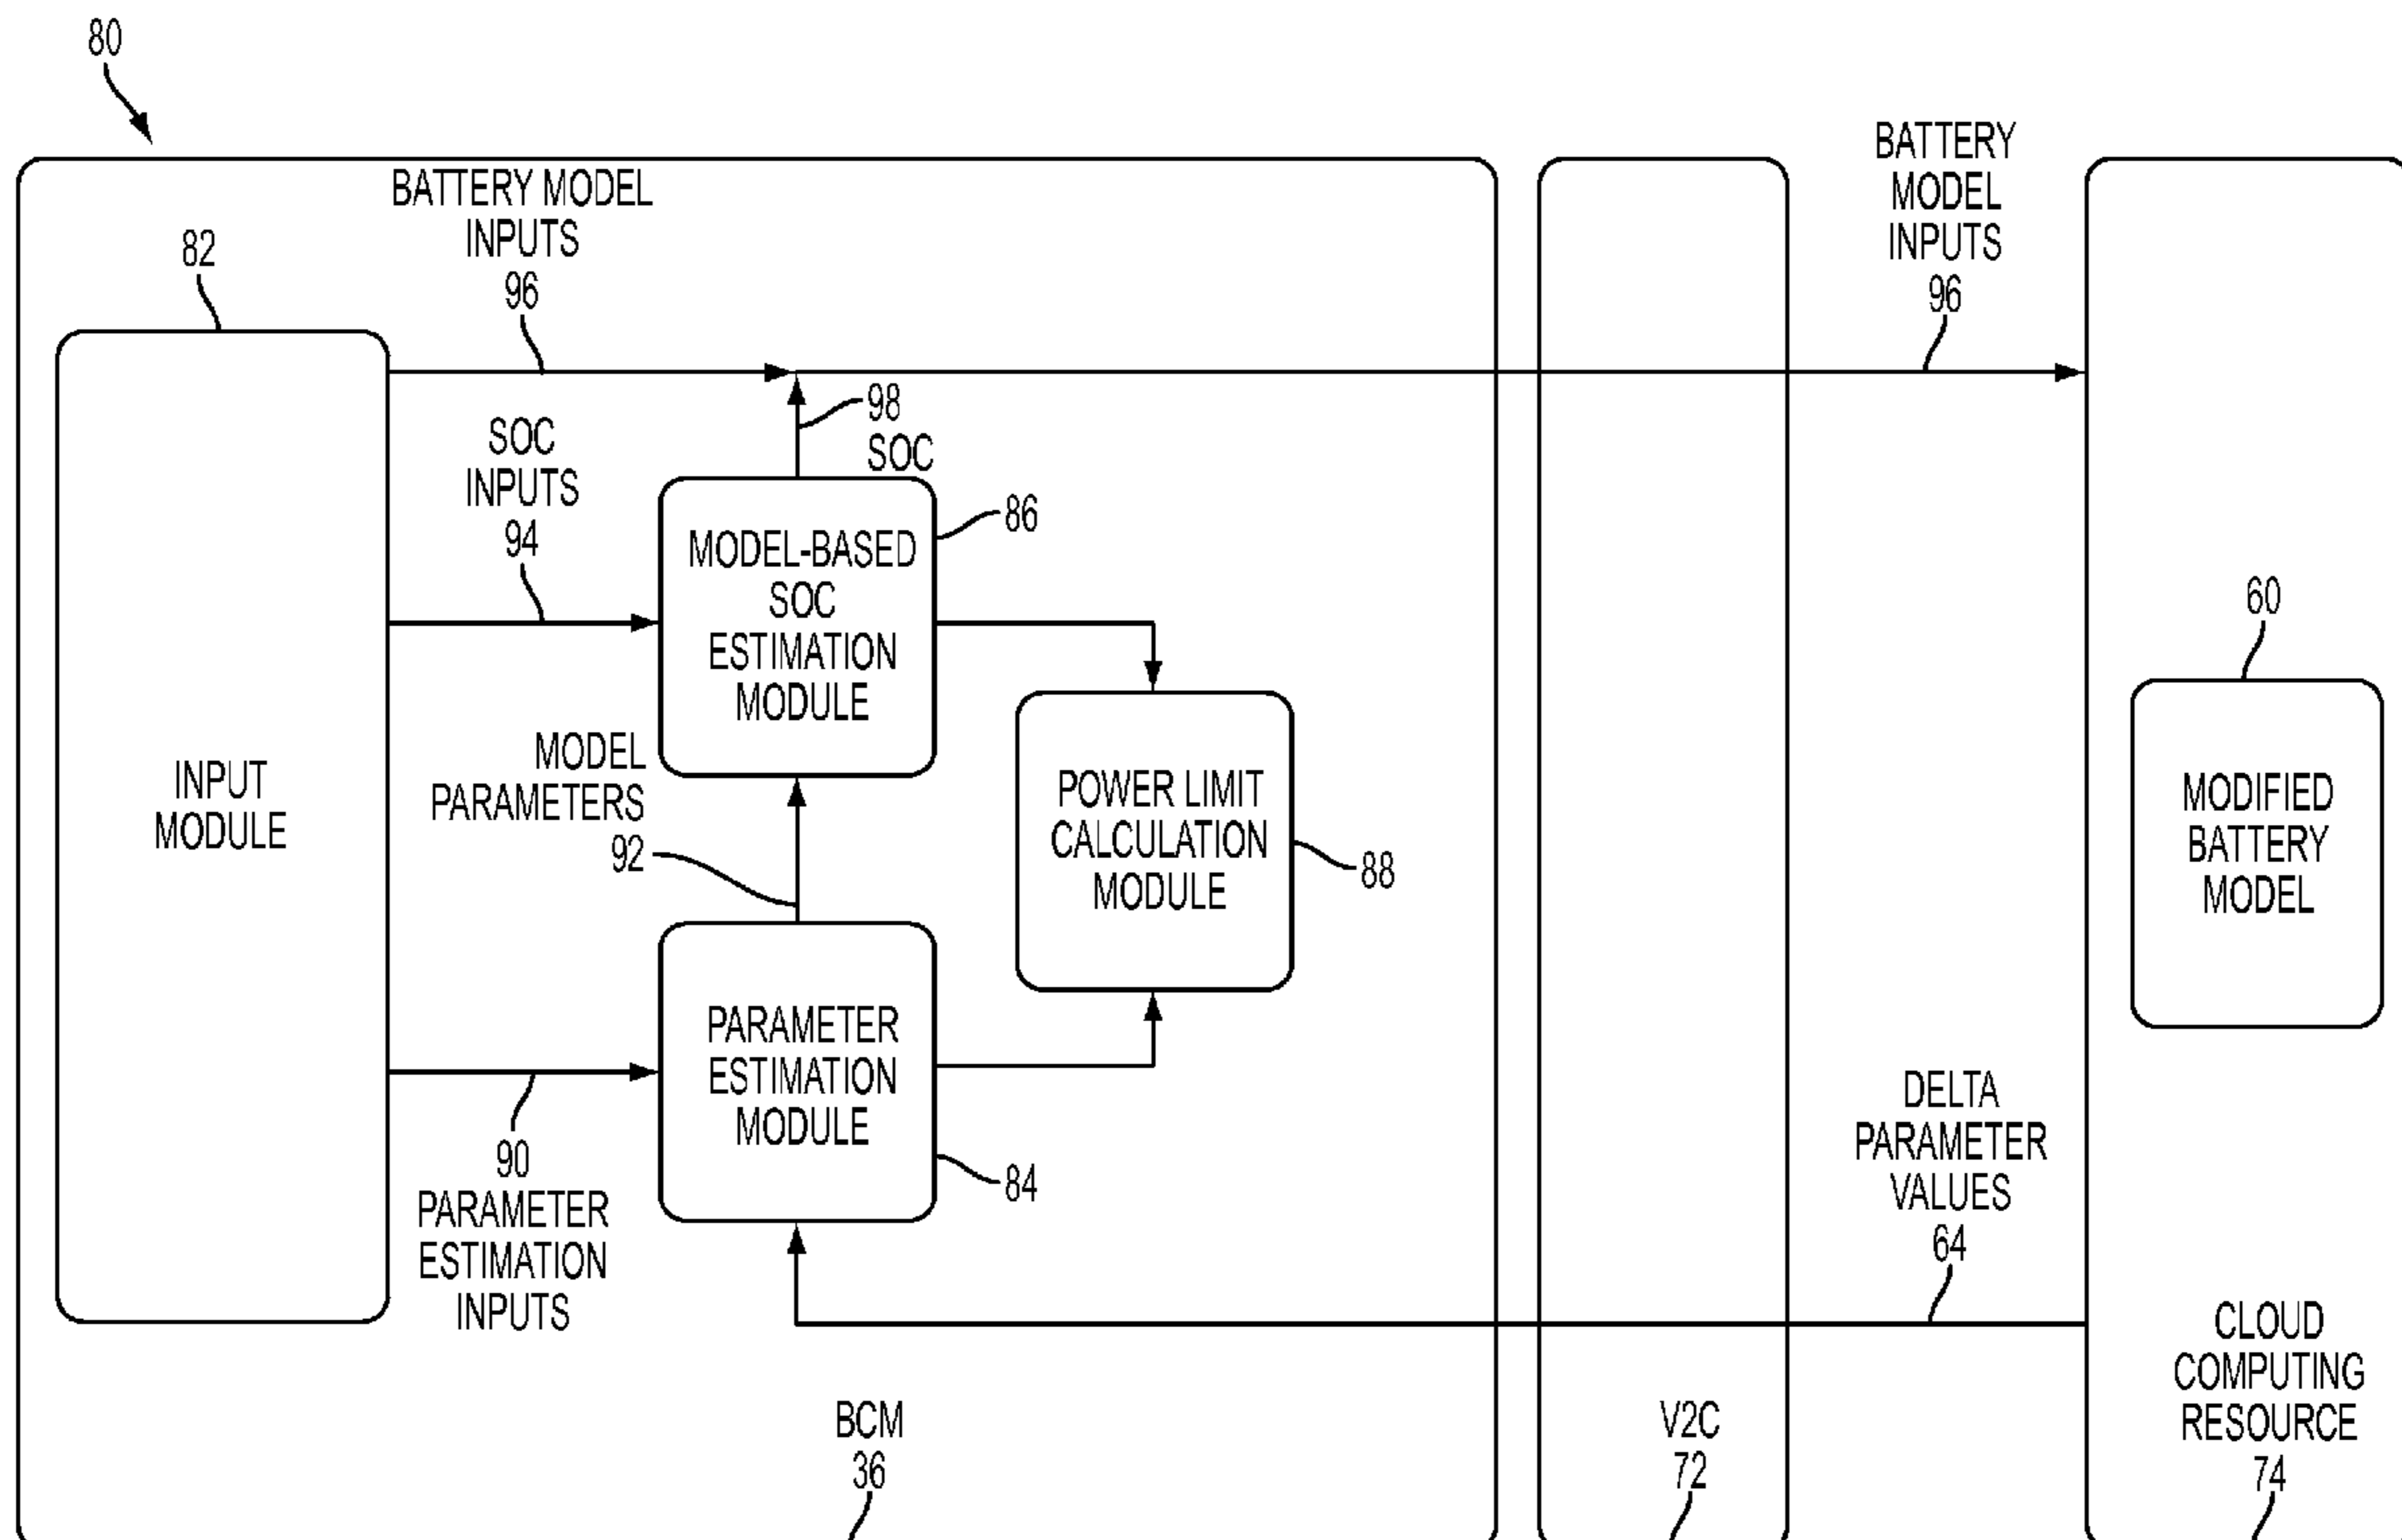 80
BATTERY MODEL
INPUTS
96
BATTERY
MODEL
INPUTS
96
82
98
SOC
SOC
INPUTS
94
86
MODEL-BASED
SOC
ESTIMATION
MODULE
60
MODEL
PARAMETERS
92
INPUT
MODULE
POWER LIMIT
CALCULATION
MODULE
88
MODIFIED
BATTERY
MODEL
PARAMETER
ESTIMATION
MODULE
84
90
PARAMETER
ESTIMATION
INPUTS
DELTA
PARAMETER
VALUES
64
BCM
36
V2C
72
CLOUD
COMPUTING
RESOURCE
74